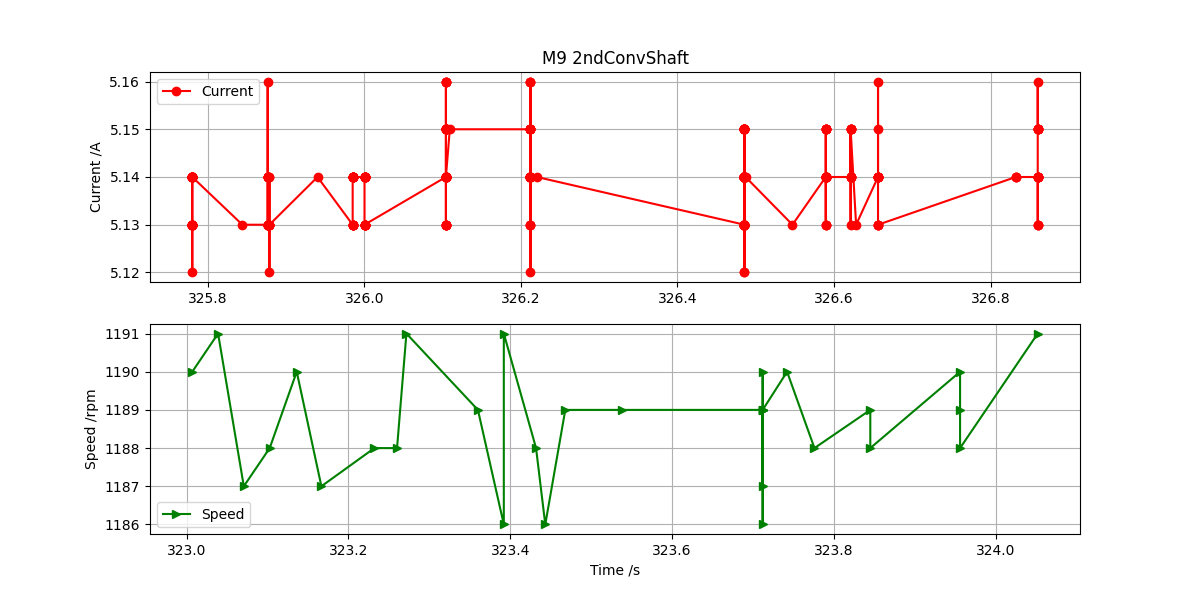 M9 2ndConvShaft
Current /A
5.16
5.15
5.14
5.13
5.12
Current
325.8 326.0 326.2 326.4 326.6 326.8
Speed /rpm
1191
1190
1189
1188
1187
1186
Speed
323.0 323.2 323.4 323.6 323.8 324.0
Time /s